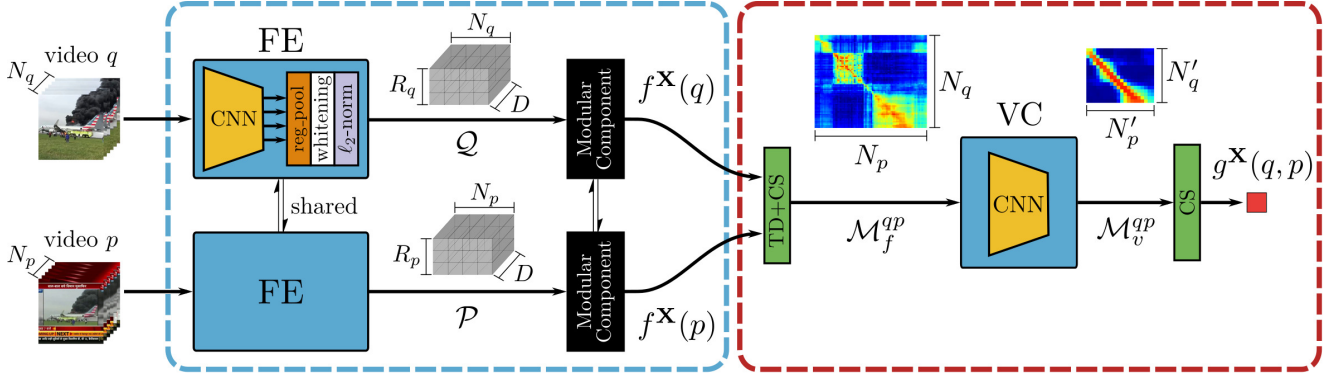 video q
N_q
FE
CNN
reg_pool
whitening
ℓ₂-norm
N_q
R_q
D
𝒬
Modular
Component
f^𝐗(q)
shared
video p
N_p
FE
N_p
R_p
D
𝒫
Modular
Component
f^𝐗(p)
TD+CS
N_q
N_p
ℳ_f^{qp}
VC
CNN
N'_q
N'_p
ℳ_v^{qp}
CS
g^𝐗(q, p)
NEXT